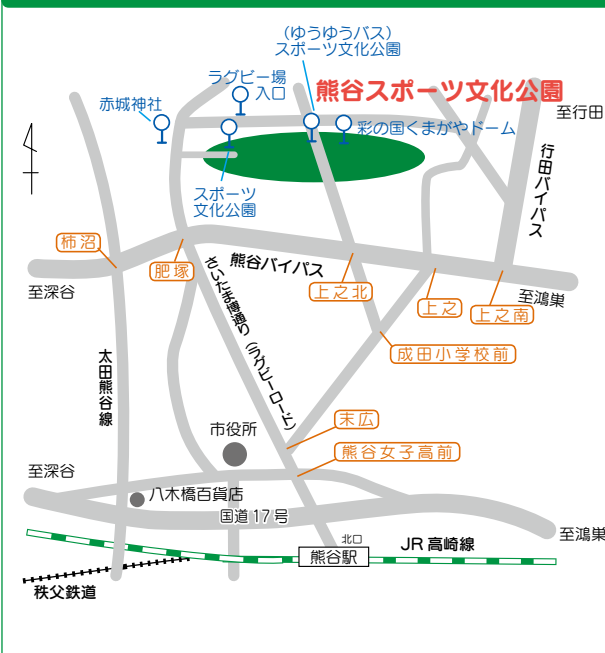 (ゆうゆうバス)
スポーツ文化公園
ラグビー場
入口
熊谷スポーツ文化公園
赤城神社
至行田
彩の国くまがやドーム
行田バイパス
スポーツ
文化公園
柿沼
肥塚
熊谷バイパス
さいたま博通り(ラグビーロード)
上之北
上之
上之南
至深谷
至鴻巣
成田小学校前
太田熊谷線
末広
市役所
熊谷女子高前
至深谷
八木橋百貨店
国道17号
至鴻巣
北口
熊谷駅
JR高崎線
秩父鉄道